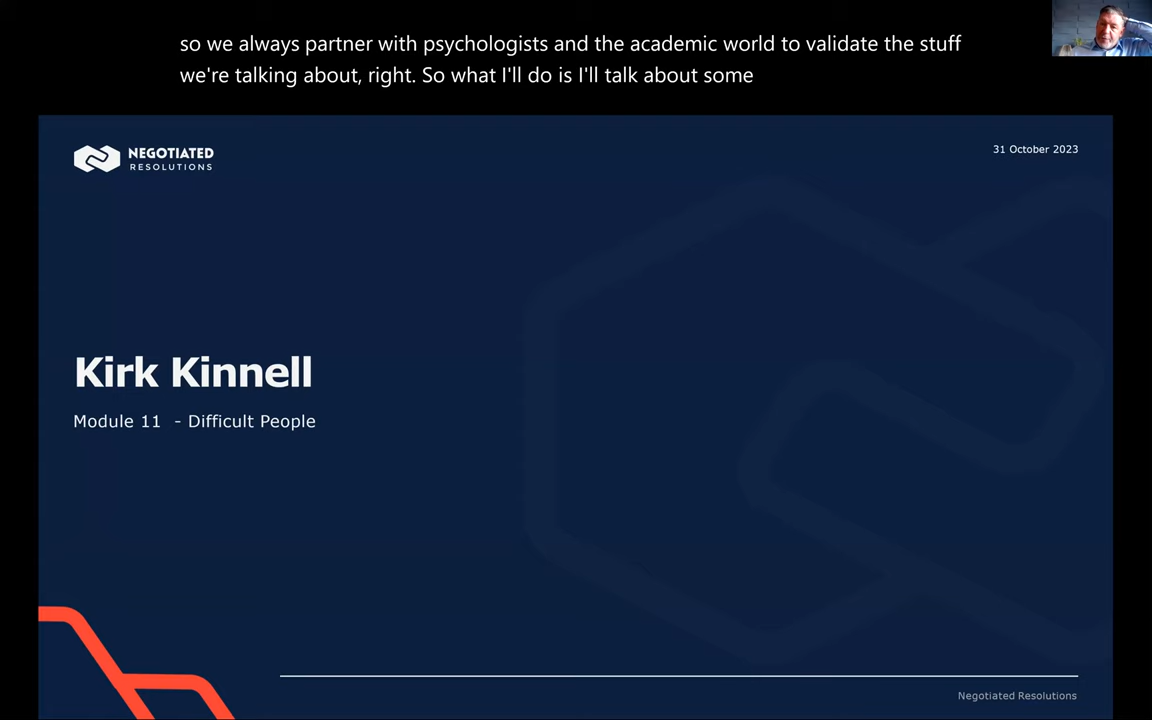 so we always partner with psychologists and the academic world to validate the stuff
we're talking about, right. So what I'll do is I'll talk about some
NEGOTIATED
RESOLUTIONS
31 October 2023
Kirk Kinnell
Module 11 - Difficult People
Negotiated Resolutions